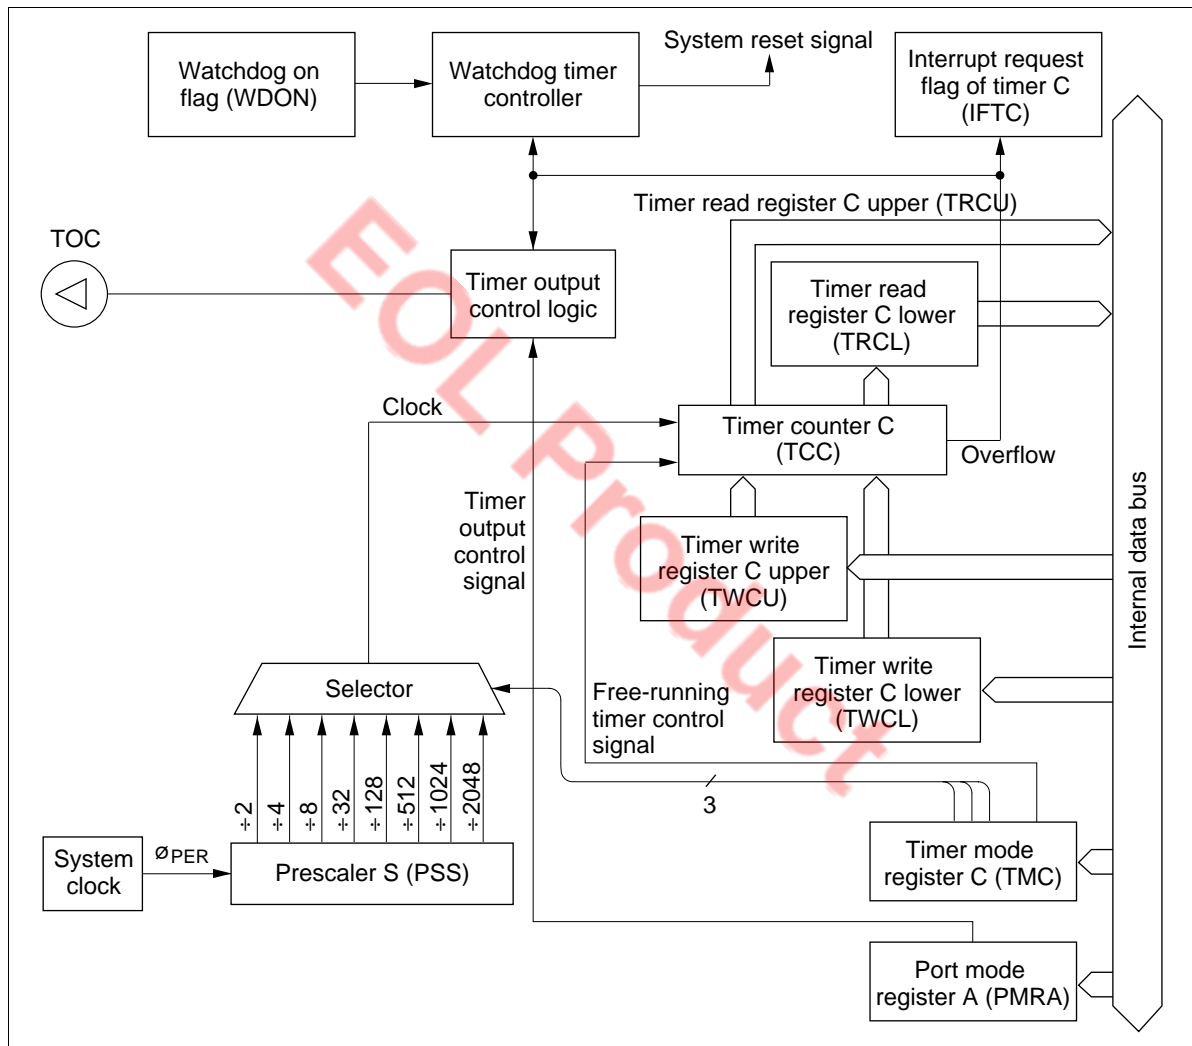 Watchdog on
flag (WDON)
Watchdog timer
controller
System reset signal
Interrupt request
flag of timer C
(IFTC)
Timer read register C upper (TRCU)
TOC
Timer output
control logic
Timer read
register C lower
(TRCL)
Clock
Timer counter C
(TCC)
Overflow
Timer
output
control
signal
Timer write
register C upper
(TWCU)
Internal data bus
Selector
Free-running
timer control
signal
Timer write
register C lower
(TWCL)
÷2
÷4
÷8
÷32
÷128
÷512
÷1024
÷2048
3
System
clock
øPER
Prescaler S (PSS)
Timer mode
register C (TMC)
Port mode
register A (PMRA)
EOL Product